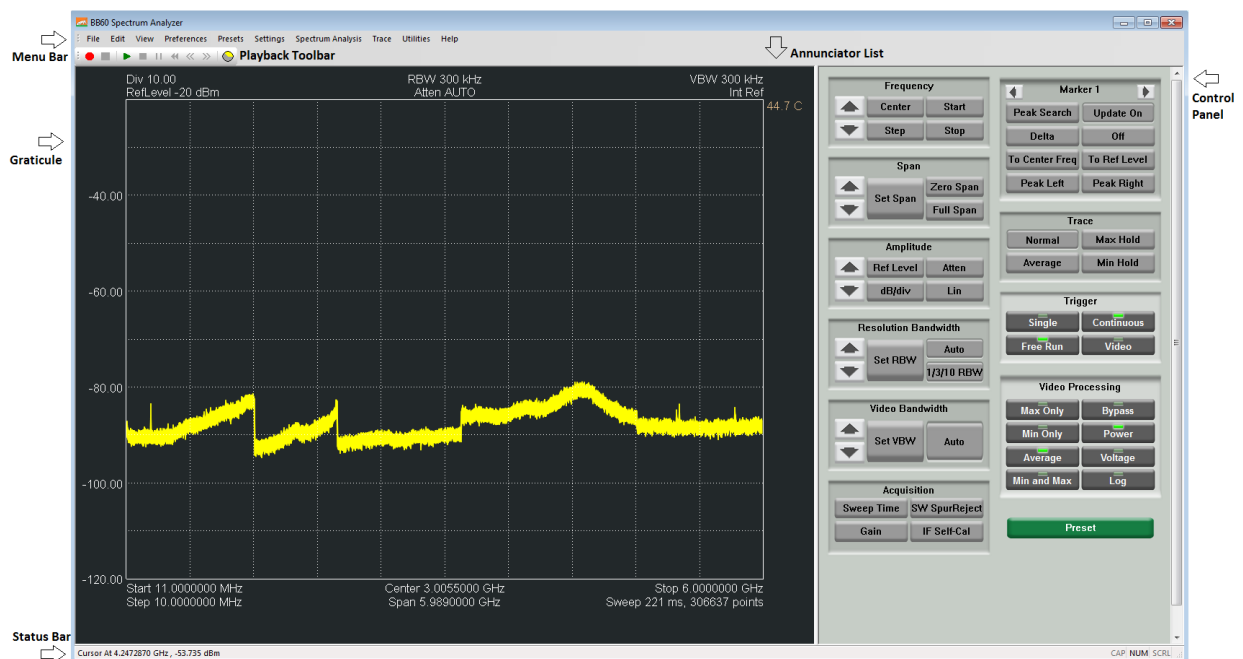 BB60 Spectrum Analyzer
File Edit View Preferences Presets Settings Spectrum Analysis Trace Utilities Help
Menu Bar
Playback Toolbar
Annunciator List
Control
Panel
Graticule
Div 10.00 RBW 300 kHz VBW 300 kHz
RefLevel -20 dBm Atten AUTO Int Ref
44.7 C
-40.00
-60.00
-80.00
-100.00
-120.00
Start 11.0000000 MHz Center 3.0055000 GHz Stop 6.0000000 GHz
Step 10.0000000 MHz Span 5.9890000 GHz Sweep 221 ms, 306637 points
Frequency
Center Start
Step Stop
Span
Set Span
Zero Span
Full Span
Amplitude
Ref Level Atten
dB/div Lin
Resolution Bandwidth
Set RBW
Auto
1/3/10 RBW
Video Bandwidth
Set VBW Auto
Acquisition
Sweep Time SW SpurReject
Gain IF Self-Cal
Marker 1
Peak Search Update On
Delta Off
To Center Freq To Ref Level
Peak Left Peak Right
Trace
Normal Max Hold
Average Min Hold
Trigger
Single Continuous
Free Run Video
Video Processing
Max Only Bypass
Min Only Power
Average Voltage
Min and Max Log
Preset
Status Bar
Cursor At 4.2472870 GHz , -53.735 dBm CAP NUM SCRL